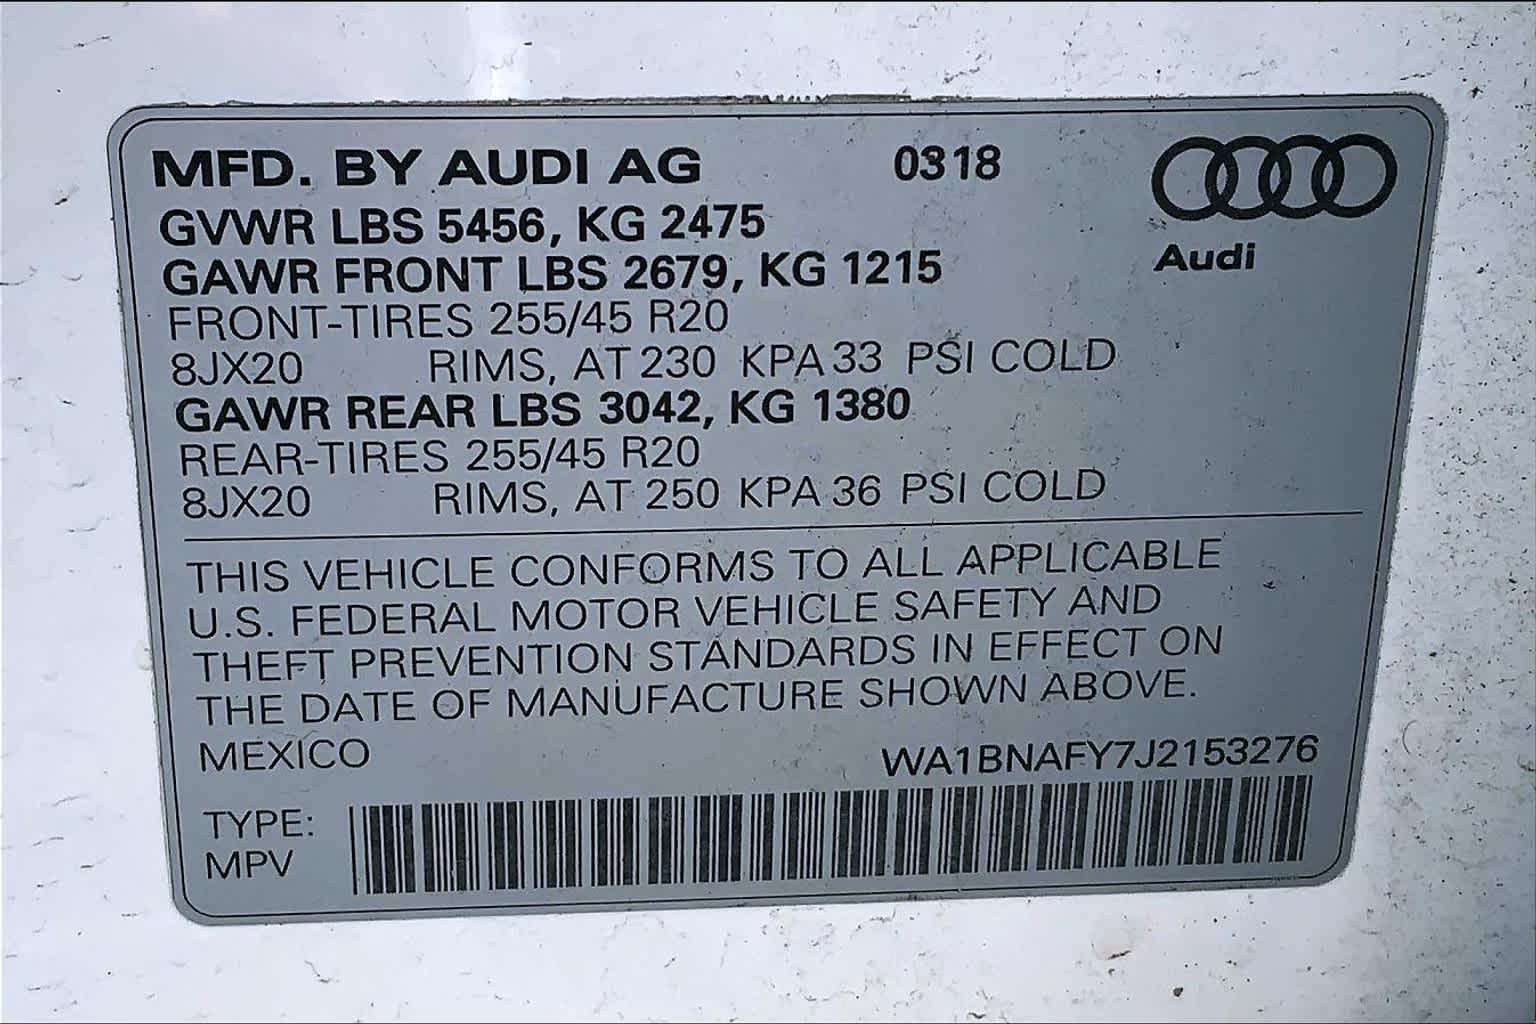 MFD. BY AUDI AG 0318
GVWR LBS 5456, KG 2475
GAWR FRONT LBS 2679, KG 1215
Audi
FRONT-TIRES 255/45 R20
8JX20 RIMS, AT 230 KPA 33 PSI COLD
GAWR REAR LBS 3042, KG 1380
REAR-TIRES 255/45 R20
8JX20 RIMS, AT 250 KPA 36 PSI COLD
THIS VEHICLE CONFORMS TO ALL APPLICABLE
U.S. FEDERAL MOTOR VEHICLE SAFETY AND
THEFT PREVENTION STANDARDS IN EFFECT ON
THE DATE OF MANUFACTURE SHOWN ABOVE.
MEXICO WA1BNAFY7J2153276
TYPE:
MPV